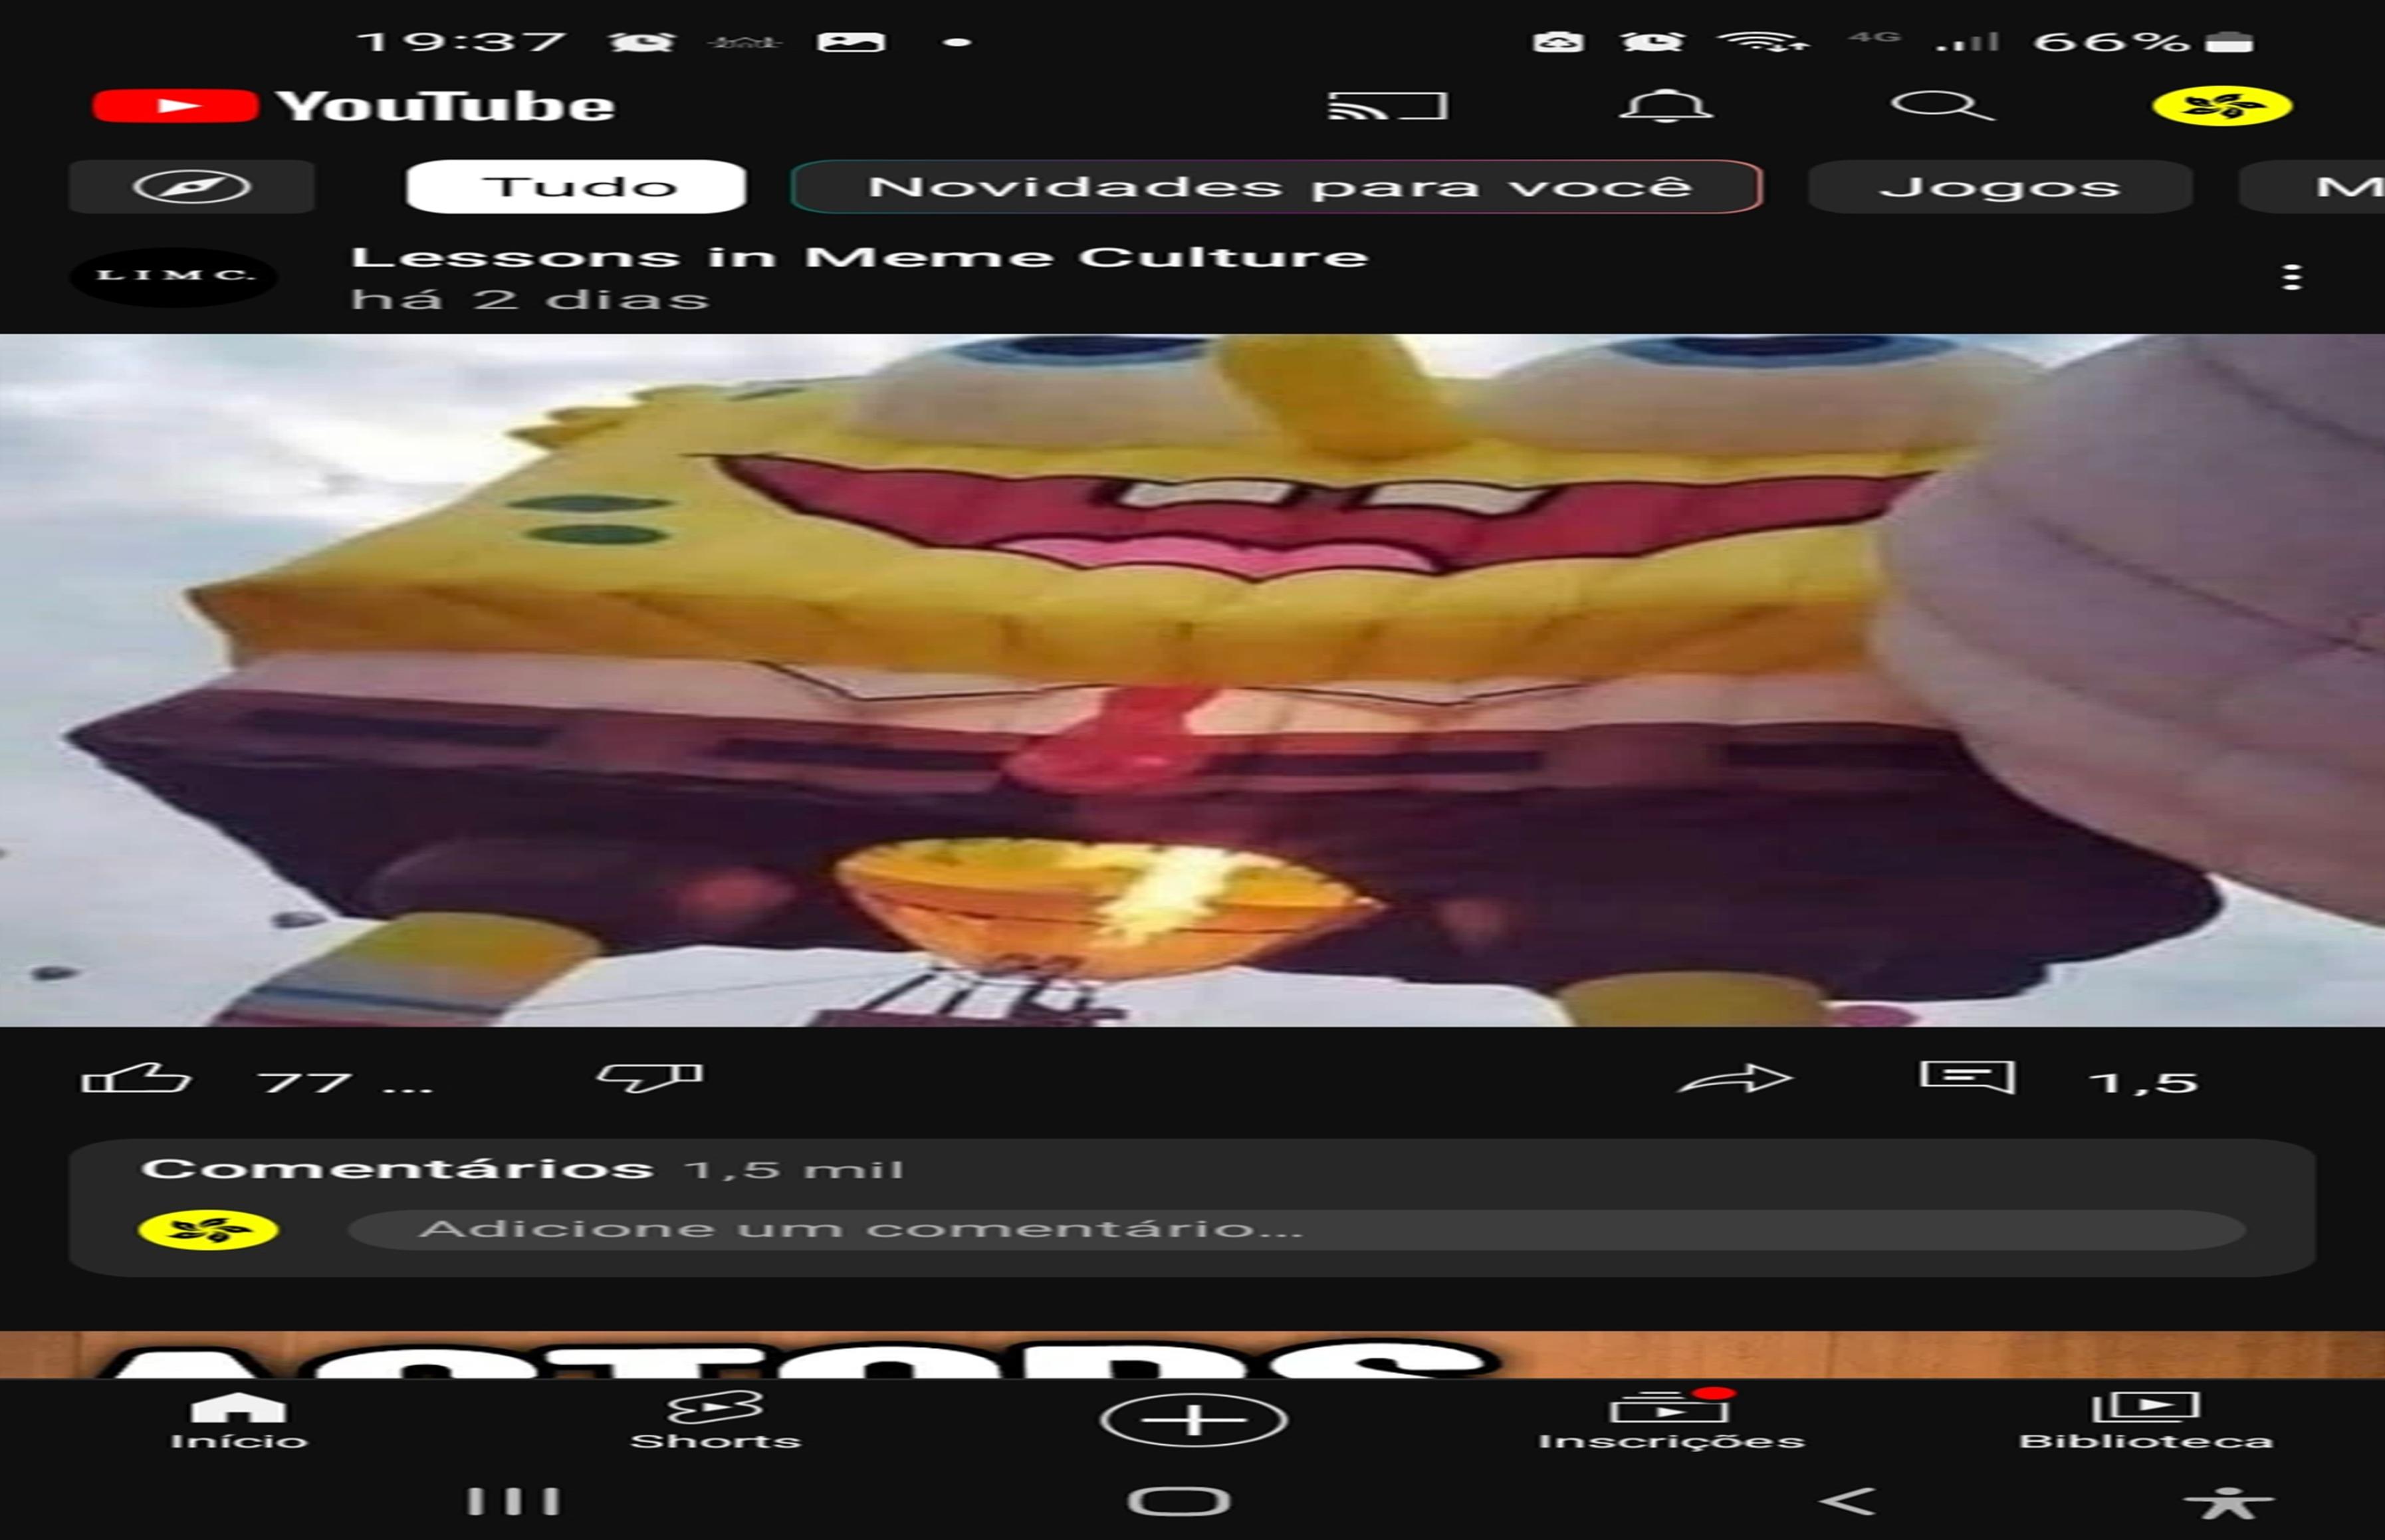 19:37
4G
66%
YouTube
Tudo
Novidades para você
Jogos
M
L I M C.
Lessons in Meme Culture
há 2 dias
77 ...
1,5
Comentários 1,5 mil
Adicione um comentário...
Início
Shorts
Inscrições
Biblioteca